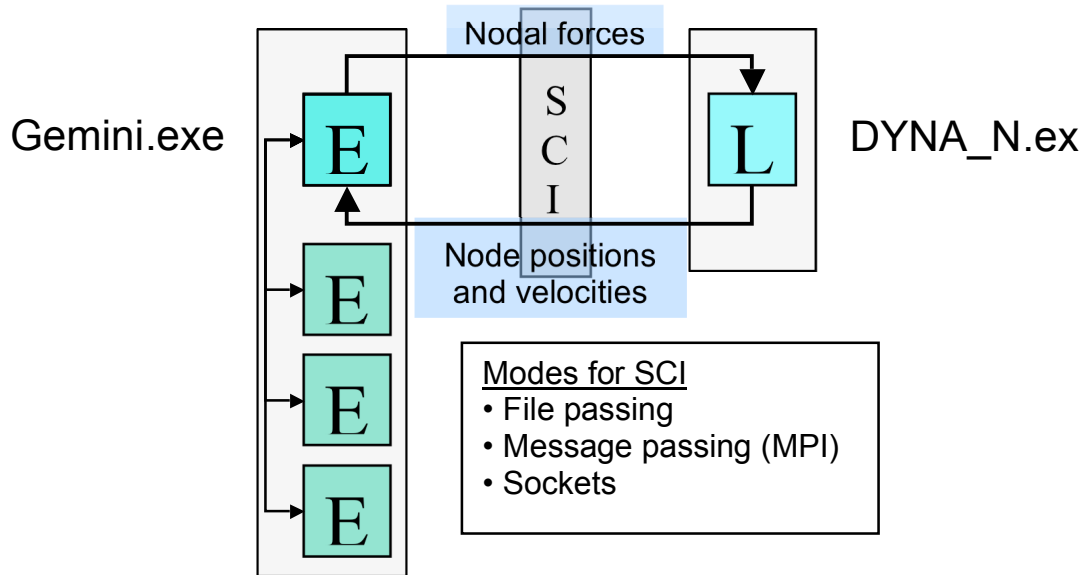 Nodal forces
Gemini.exe
E
S
C
I
L
DYNA_N.ex
Node positions
and velocities
E
E
E
Modes for SCI
• File passing
• Message passing (MPI)
• Sockets